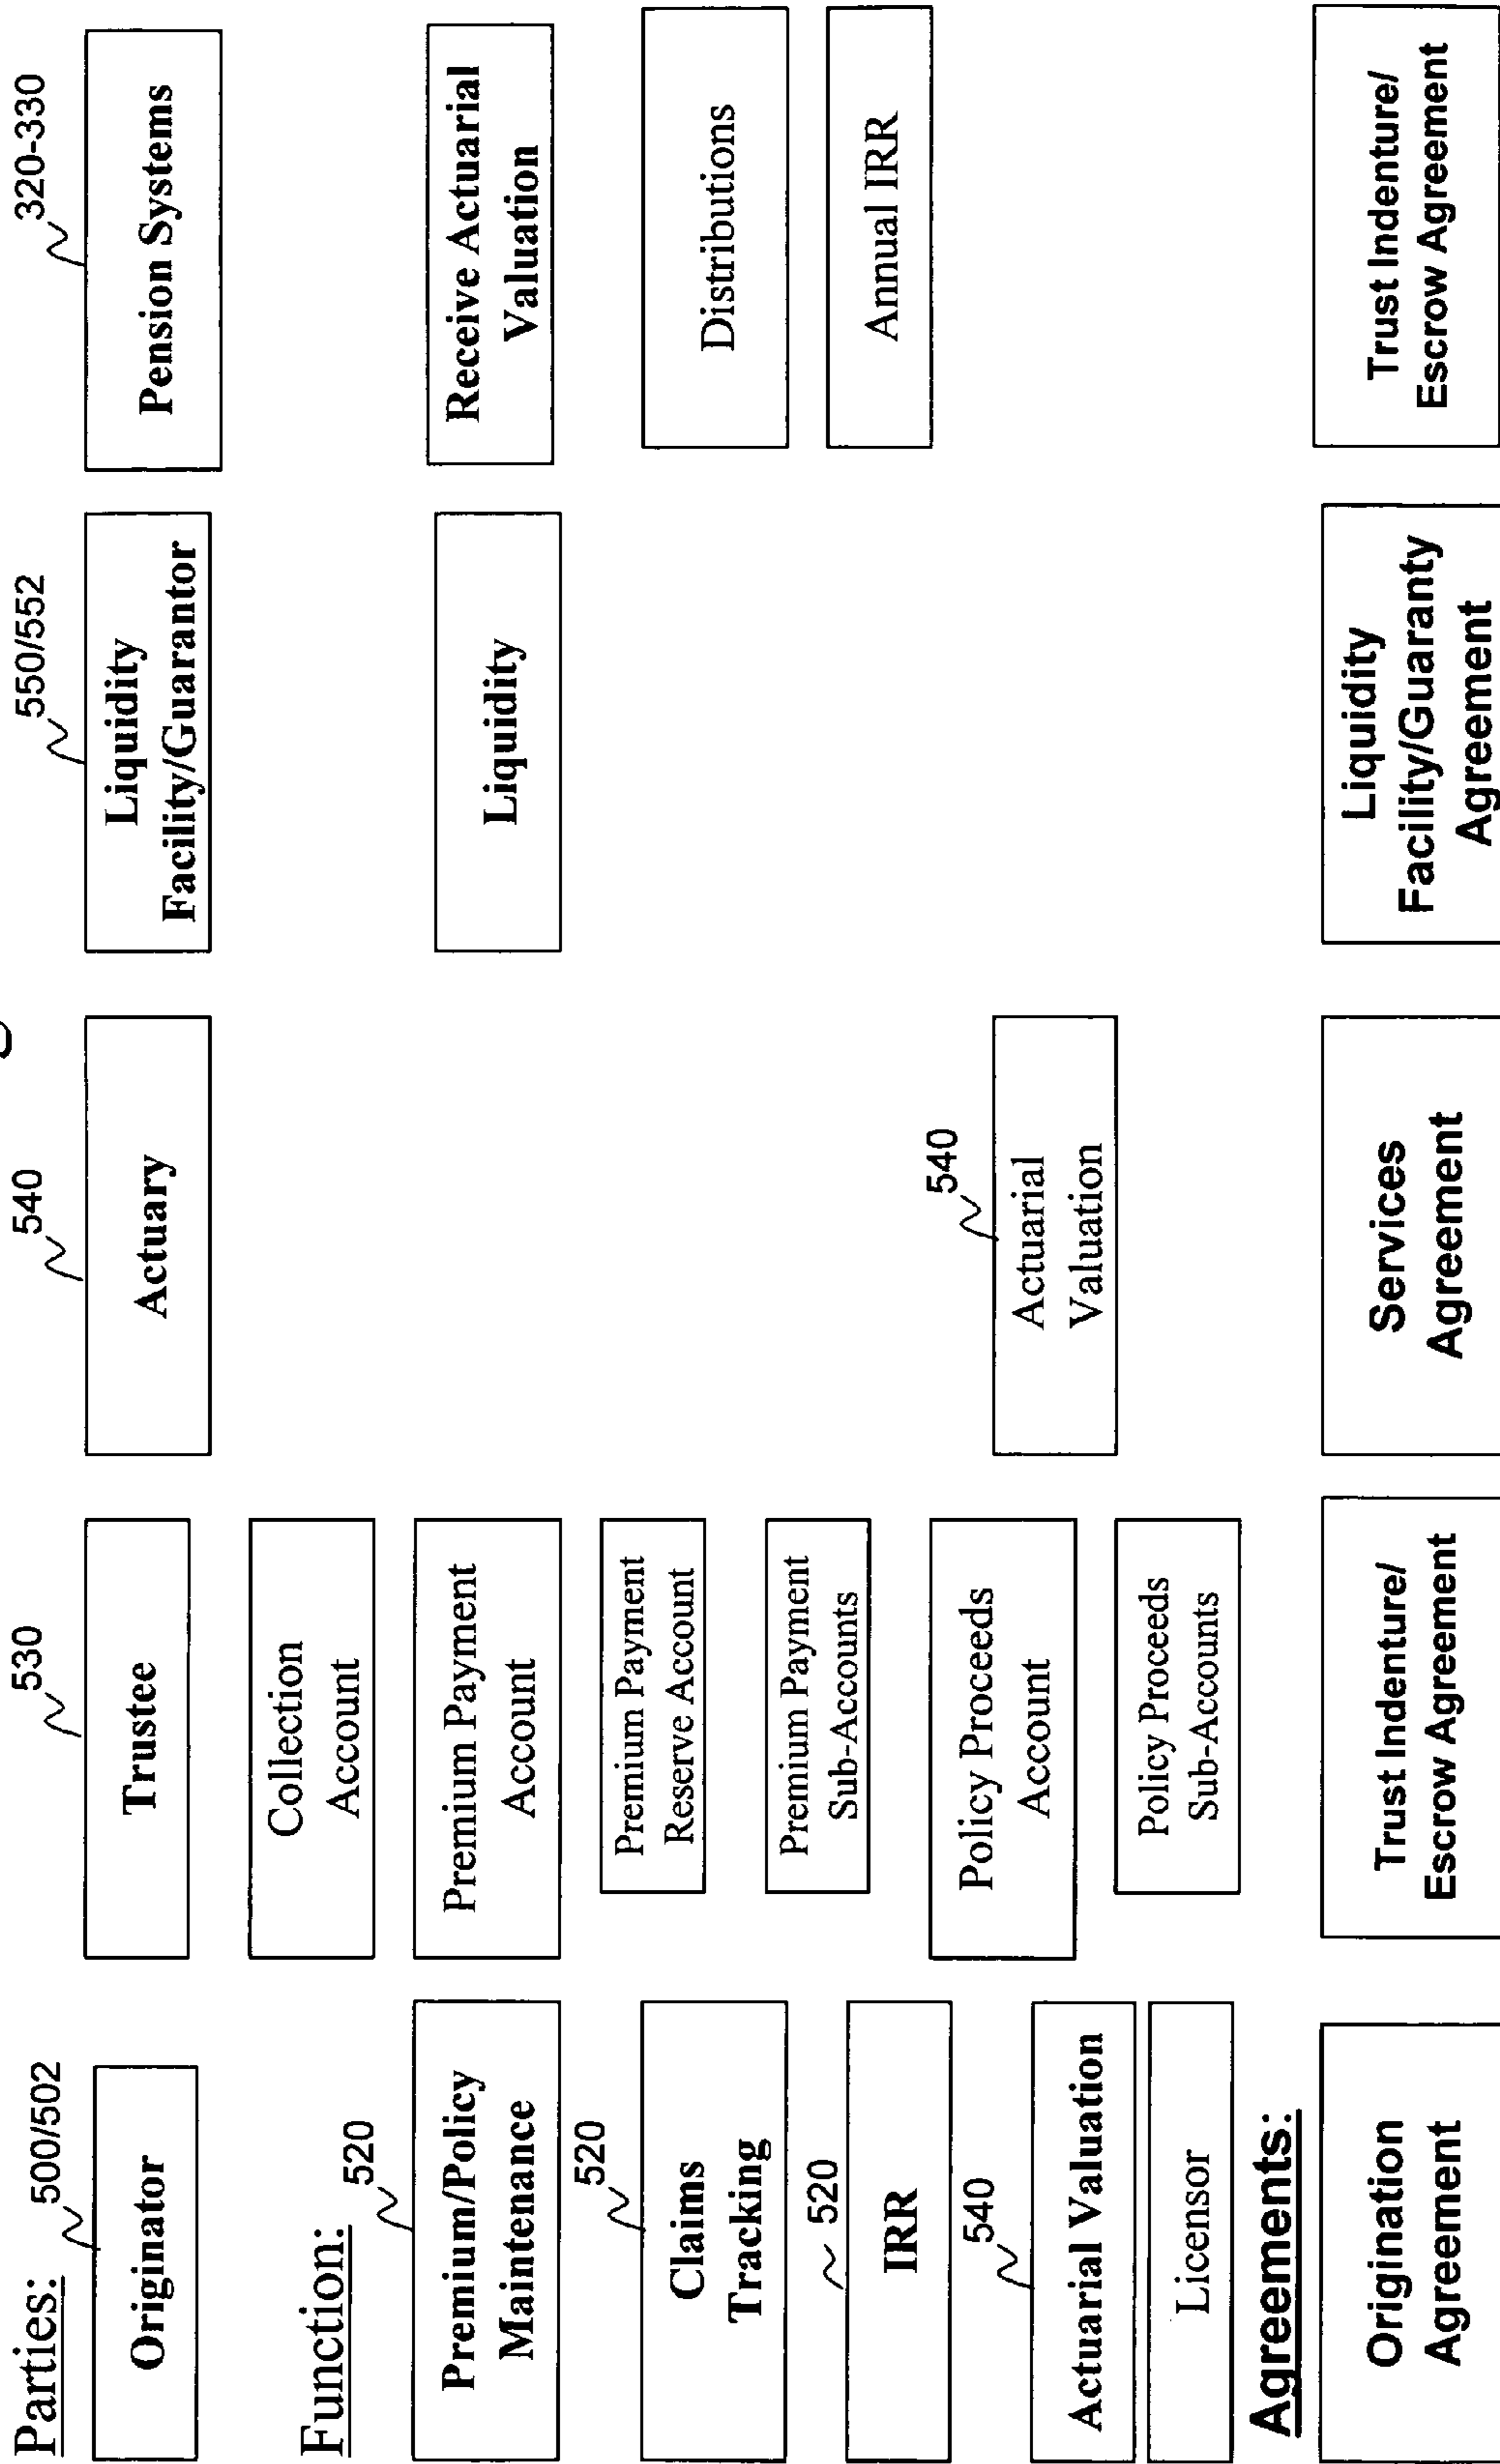 Parties:
500/502
Originator
530
Trustee
540
Actuary
550/552
Liquidity
Facility/Guarantor
320-330
Pension Systems
Function:
520
Premium/Policy
Maintenance
520
Claims
Tracking
520
IRR
540
Actuarial Valuation
Licensor
Collection
Account
Premium Payment
Account
Premium Payment
Reserve Account
Premium Payment
Sub-Accounts
Policy Proceeds
Account
Policy Proceeds
Sub-Accounts
540
Actuarial
Valuation
Liquidity
Receive Actuarial
Valuation
Distributions
Annual IRR
Agreements:
Origination
Agreement
Trust Indenture/
Escrow Agreement
Services
Agreement
Liquidity
Facility/Guaranty
Agreement
Trust Indenture/
Escrow Agreement